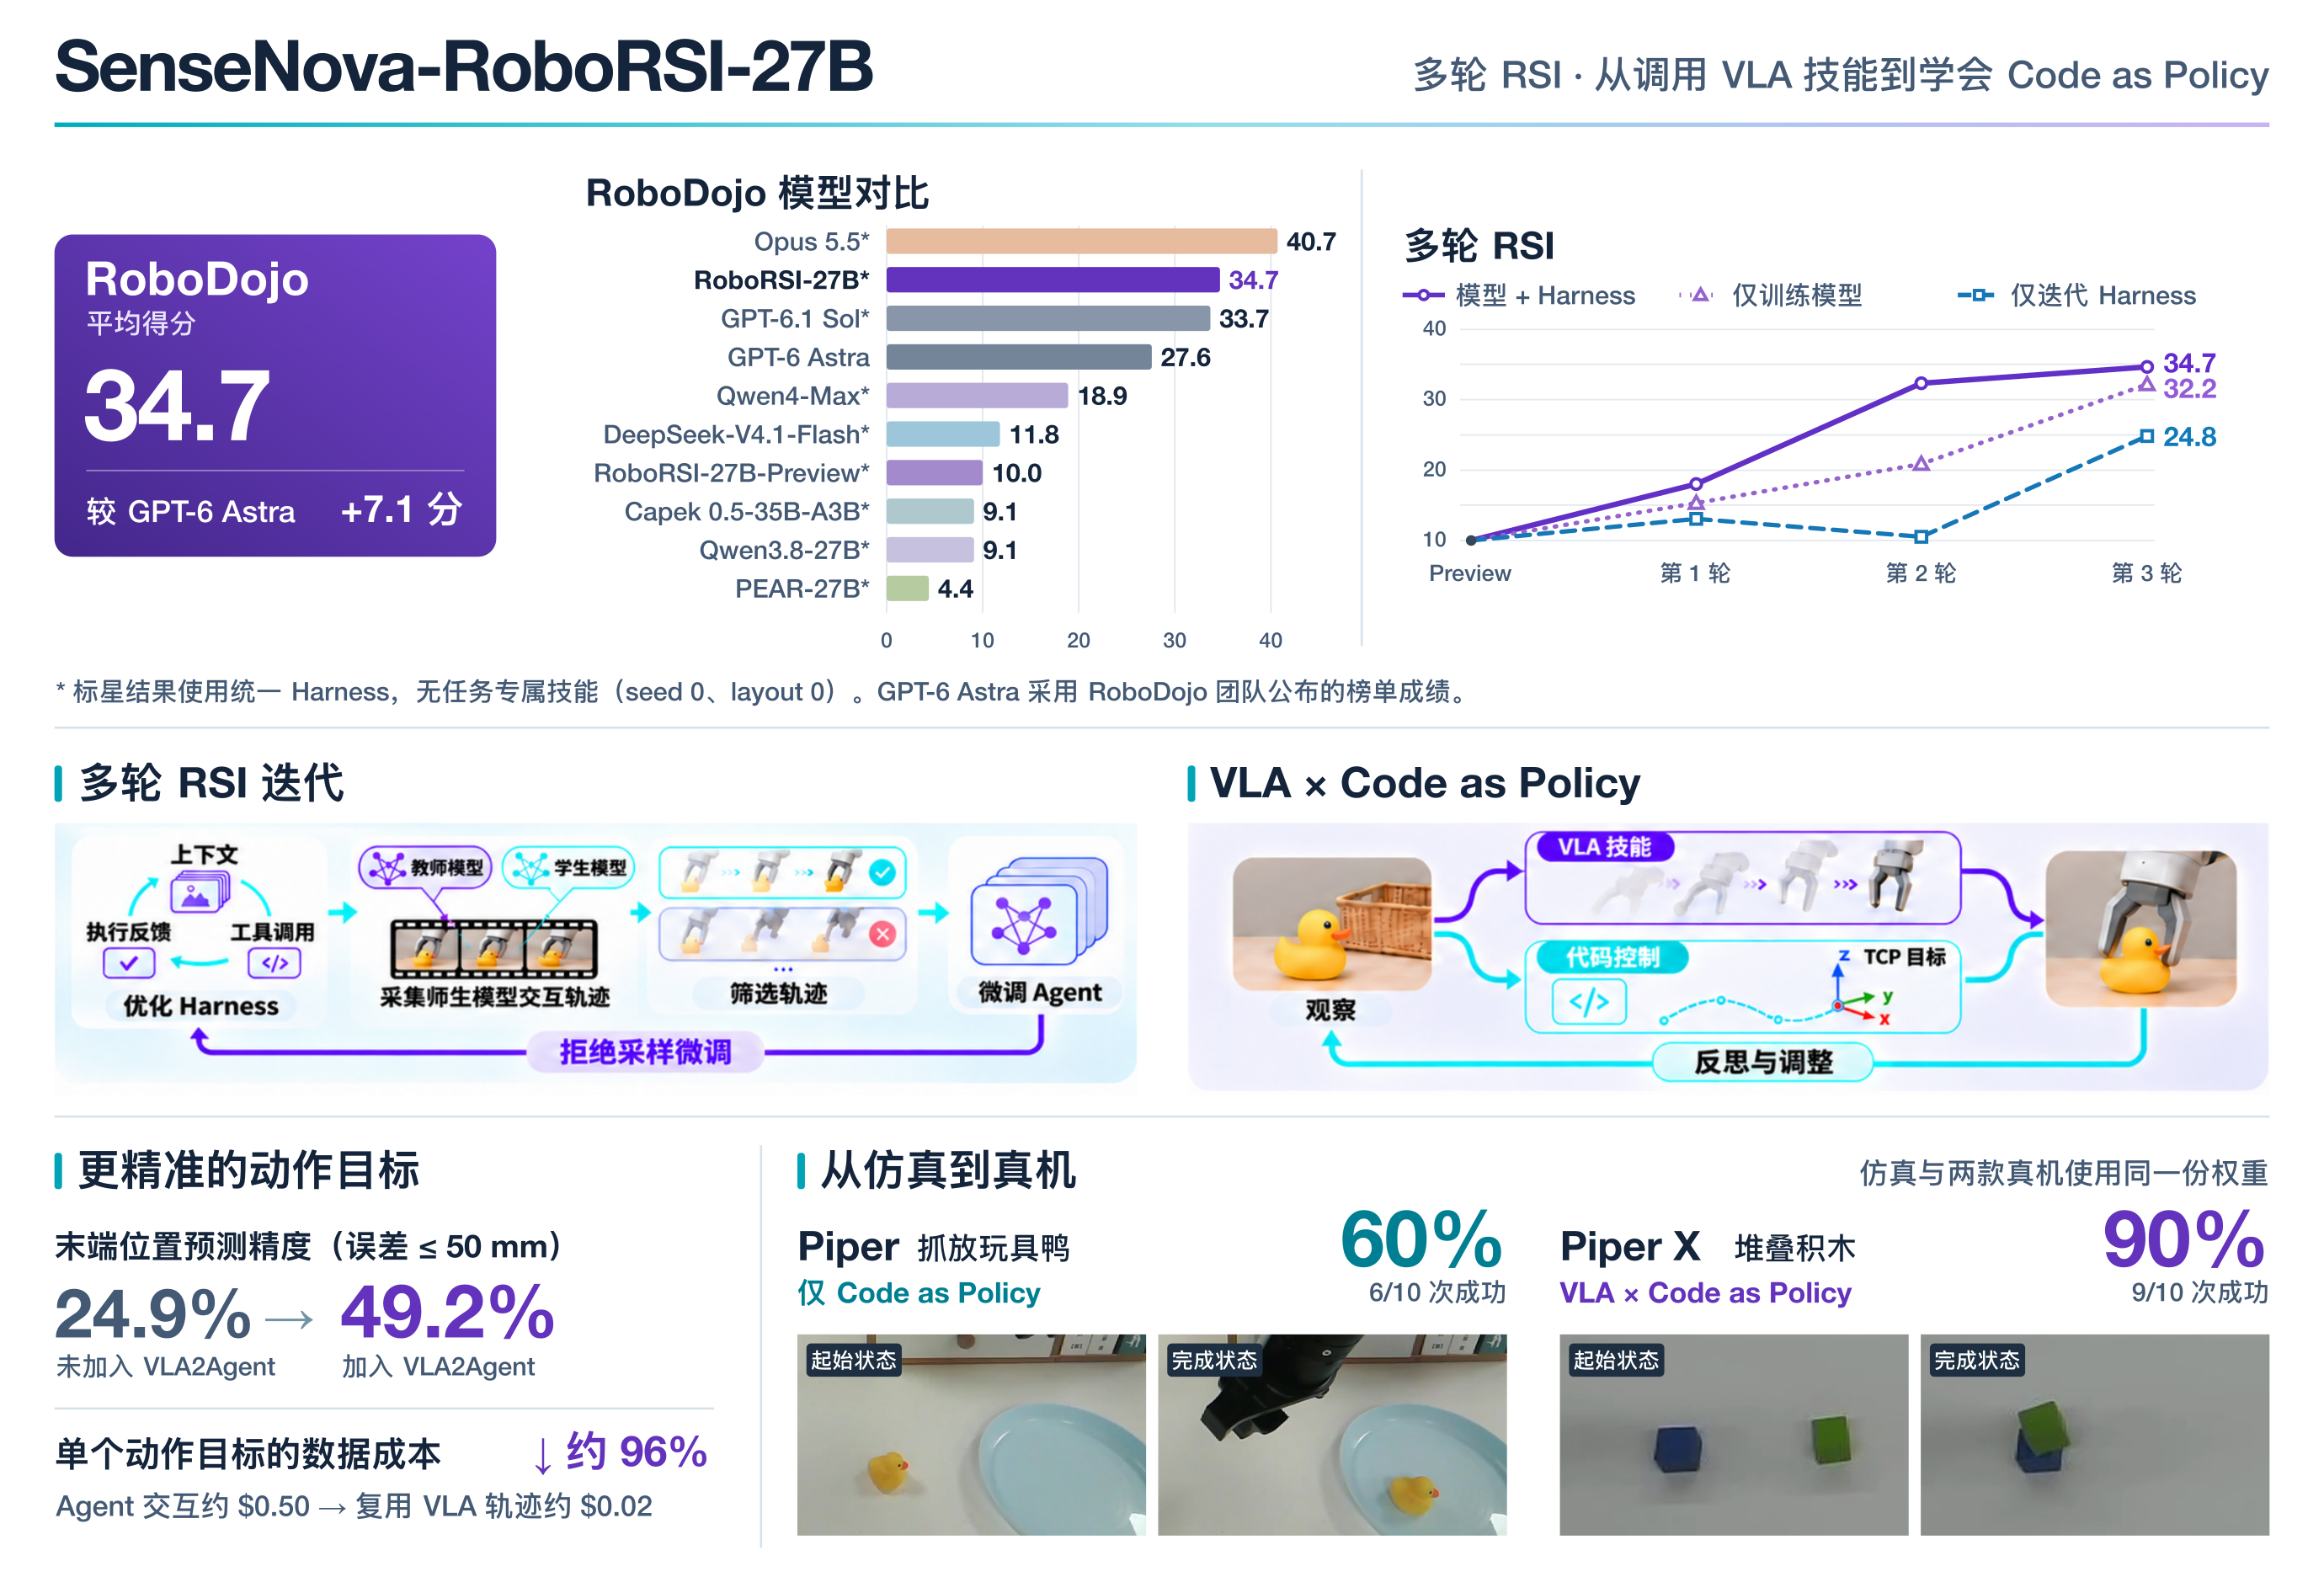 SenseNova-RoboRSI-27B
多轮 RSI · 从调用 VLA 技能到学会 Code as Policy
RoboDojo
平均得分
34.7
较 GPT-6 Astra +7.1 分
RoboDojo 模型对比
Opus 5.5* 40.7
RoboRSI-27B* 34.7
GPT-6.1 Sol* 33.7
GPT-6 Astra 27.6
Qwen4-Max* 18.9
DeepSeek-V4.1-Flash* 11.8
RoboRSI-27B-Preview* 10.0
Capek 0.5-35B-A3B* 9.1
Qwen3.8-27B* 9.1
PEAR-27B* 4.4
0 10 20 30 40
多轮 RSI
模型 + Harness 仅训练模型 仅迭代 Harness
40
30
20
10
34.7
32.2
24.8
Preview 第 1 轮 第 2 轮 第 3 轮
* 标星结果使用统一 Harness，无任务专属技能（seed 0、layout 0）。GPT-6 Astra 采用 RoboDojo 团队公布的榜单成绩。
多轮 RSI 迭代
上下文
执行反馈 工具调用
</>
优化 Harness
教师模型 学生模型
采集师生模型交互轨迹
...
筛选轨迹
微调 Agent
拒绝采样微调
VLA × Code as Policy
观察
VLA 技能
代码控制
</>
z TCP 目标
y
x
反思与调整
更精准的动作目标
末端位置预测精度（误差 ≤ 50 mm）
24.9% → 49.2%
未加入 VLA2Agent 加入 VLA2Agent
单个动作目标的数据成本 ↓ 约 96%
Agent 交互约 $0.50 → 复用 VLA 轨迹约 $0.02
从仿真到真机
仿真与两款真机使用同一份权重
Piper 抓放玩具鸭 60%
仅 Code as Policy 6/10 次成功
起始状态 完成状态
Piper X 堆叠积木 90%
VLA × Code as Policy 9/10 次成功
起始状态 完成状态